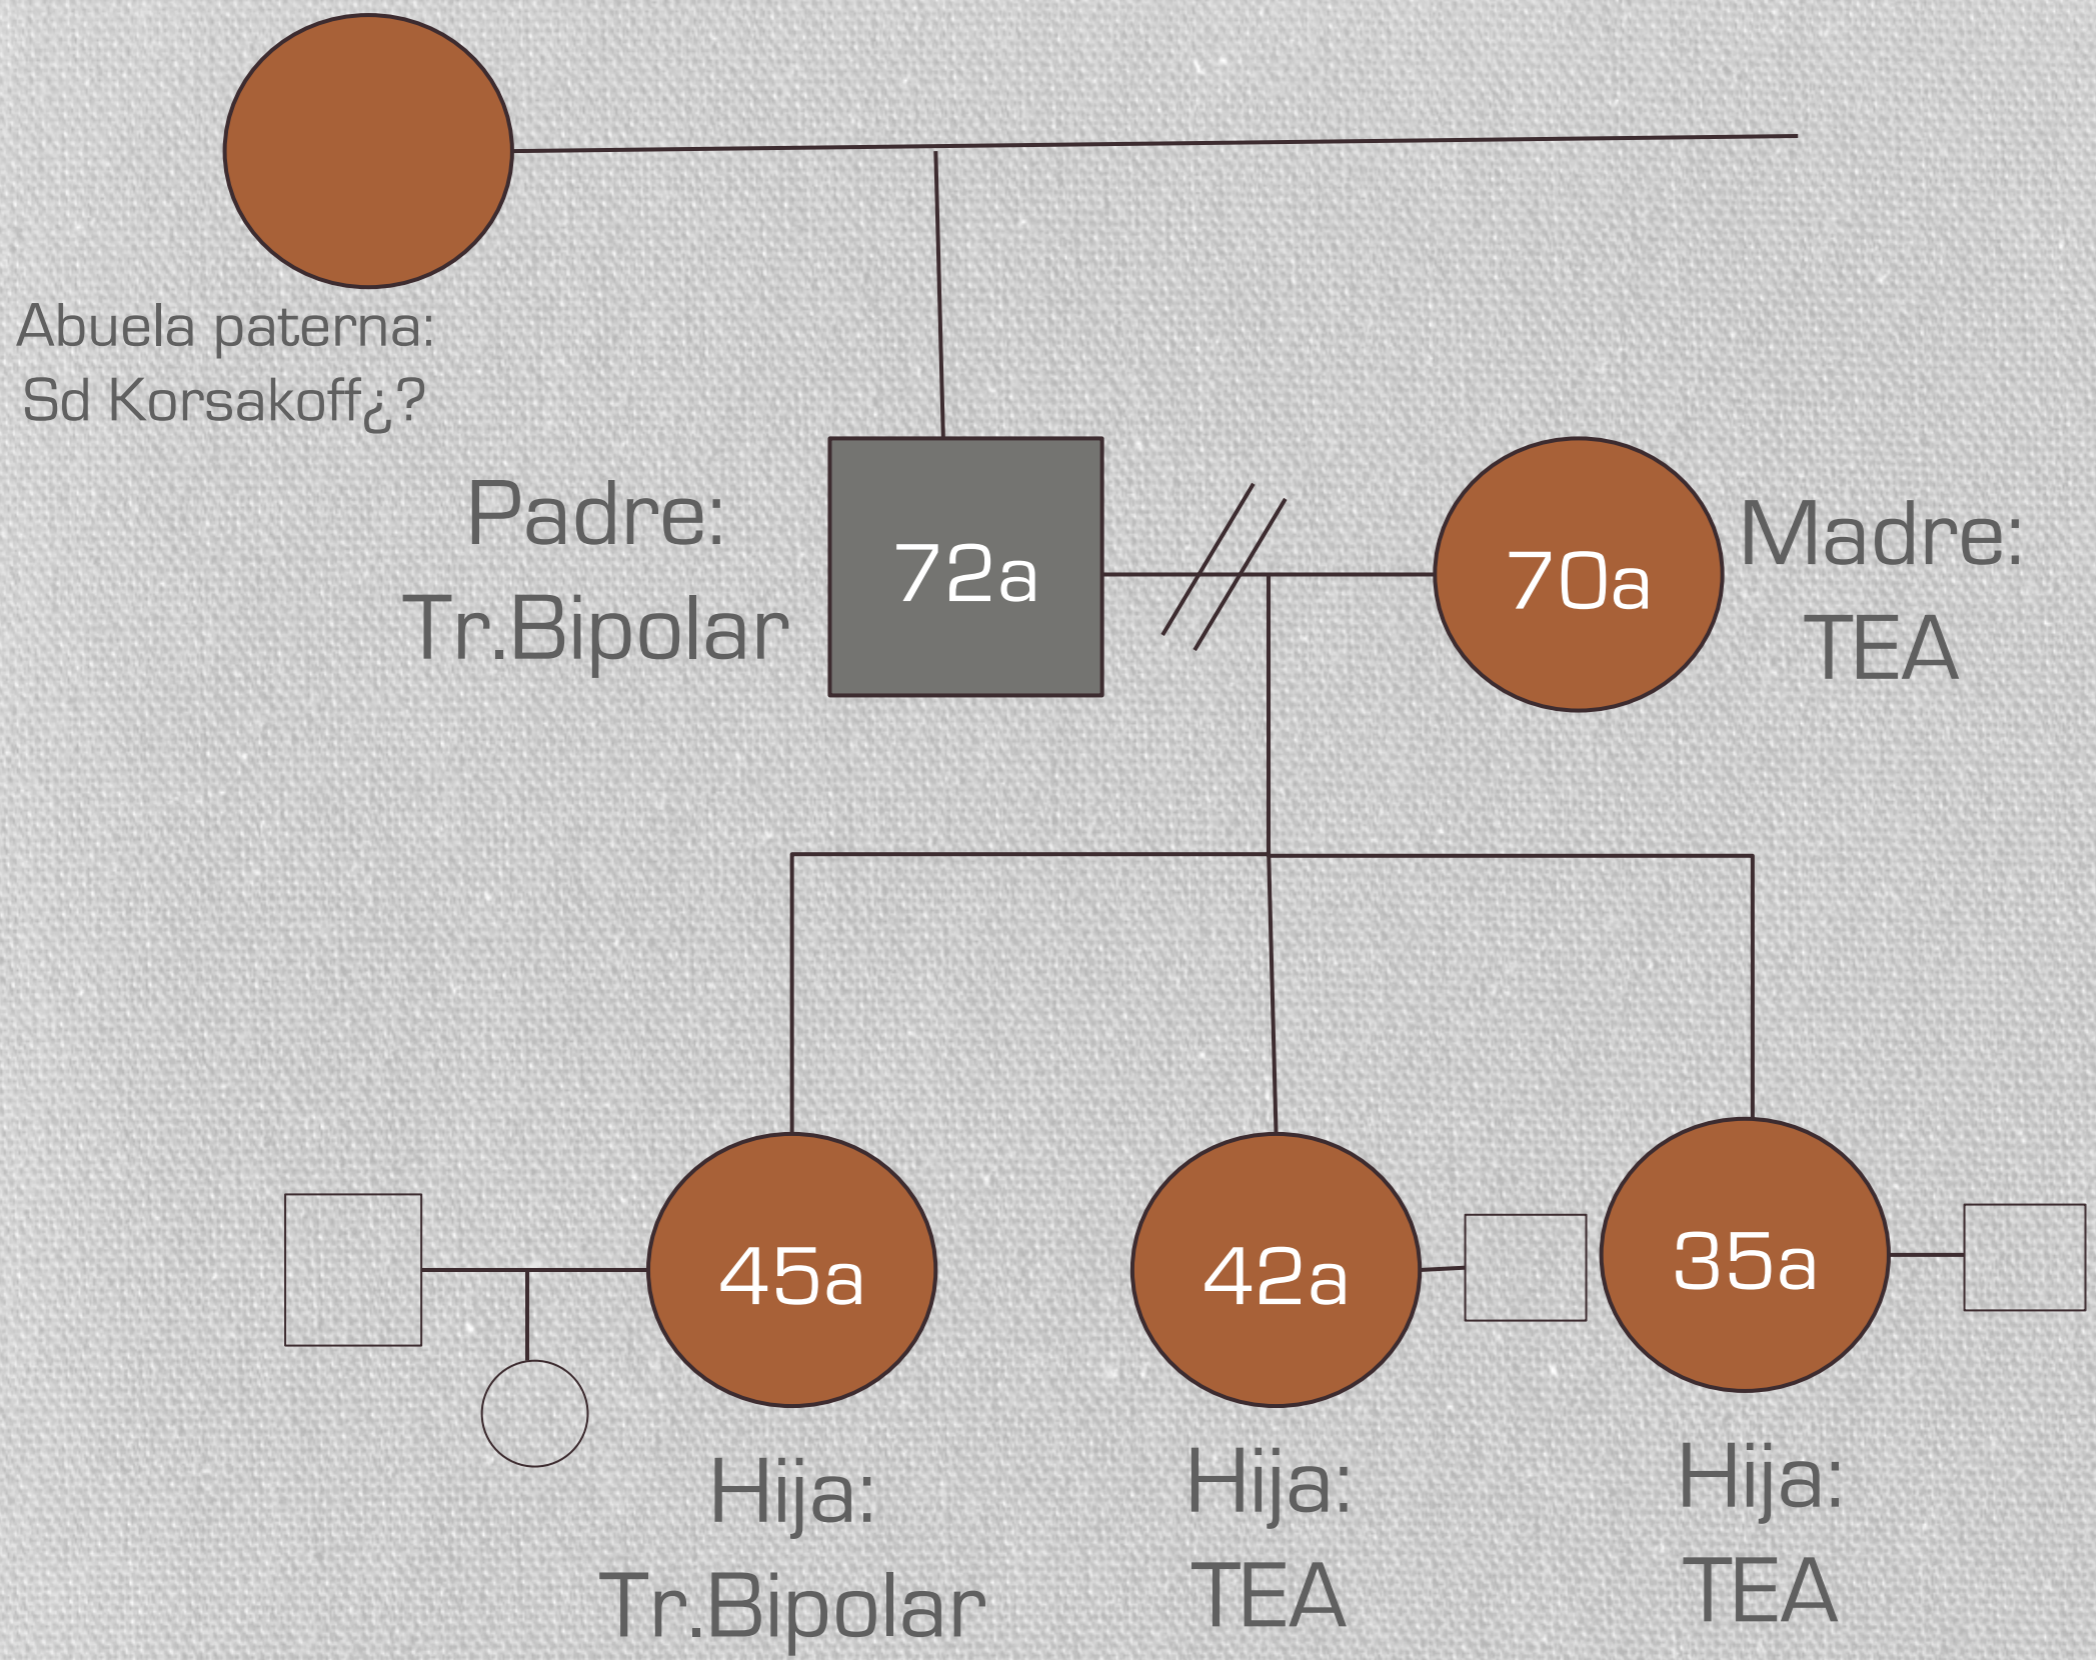 Abuela paterna:
Sd Korsakoff¿?
Padre:
Tr.Bipolar
72a
70a
Madre:
TEA
45a
42a
35a
Hija:
Tr.Bipolar
Hija:
TEA
Hija:
TEA